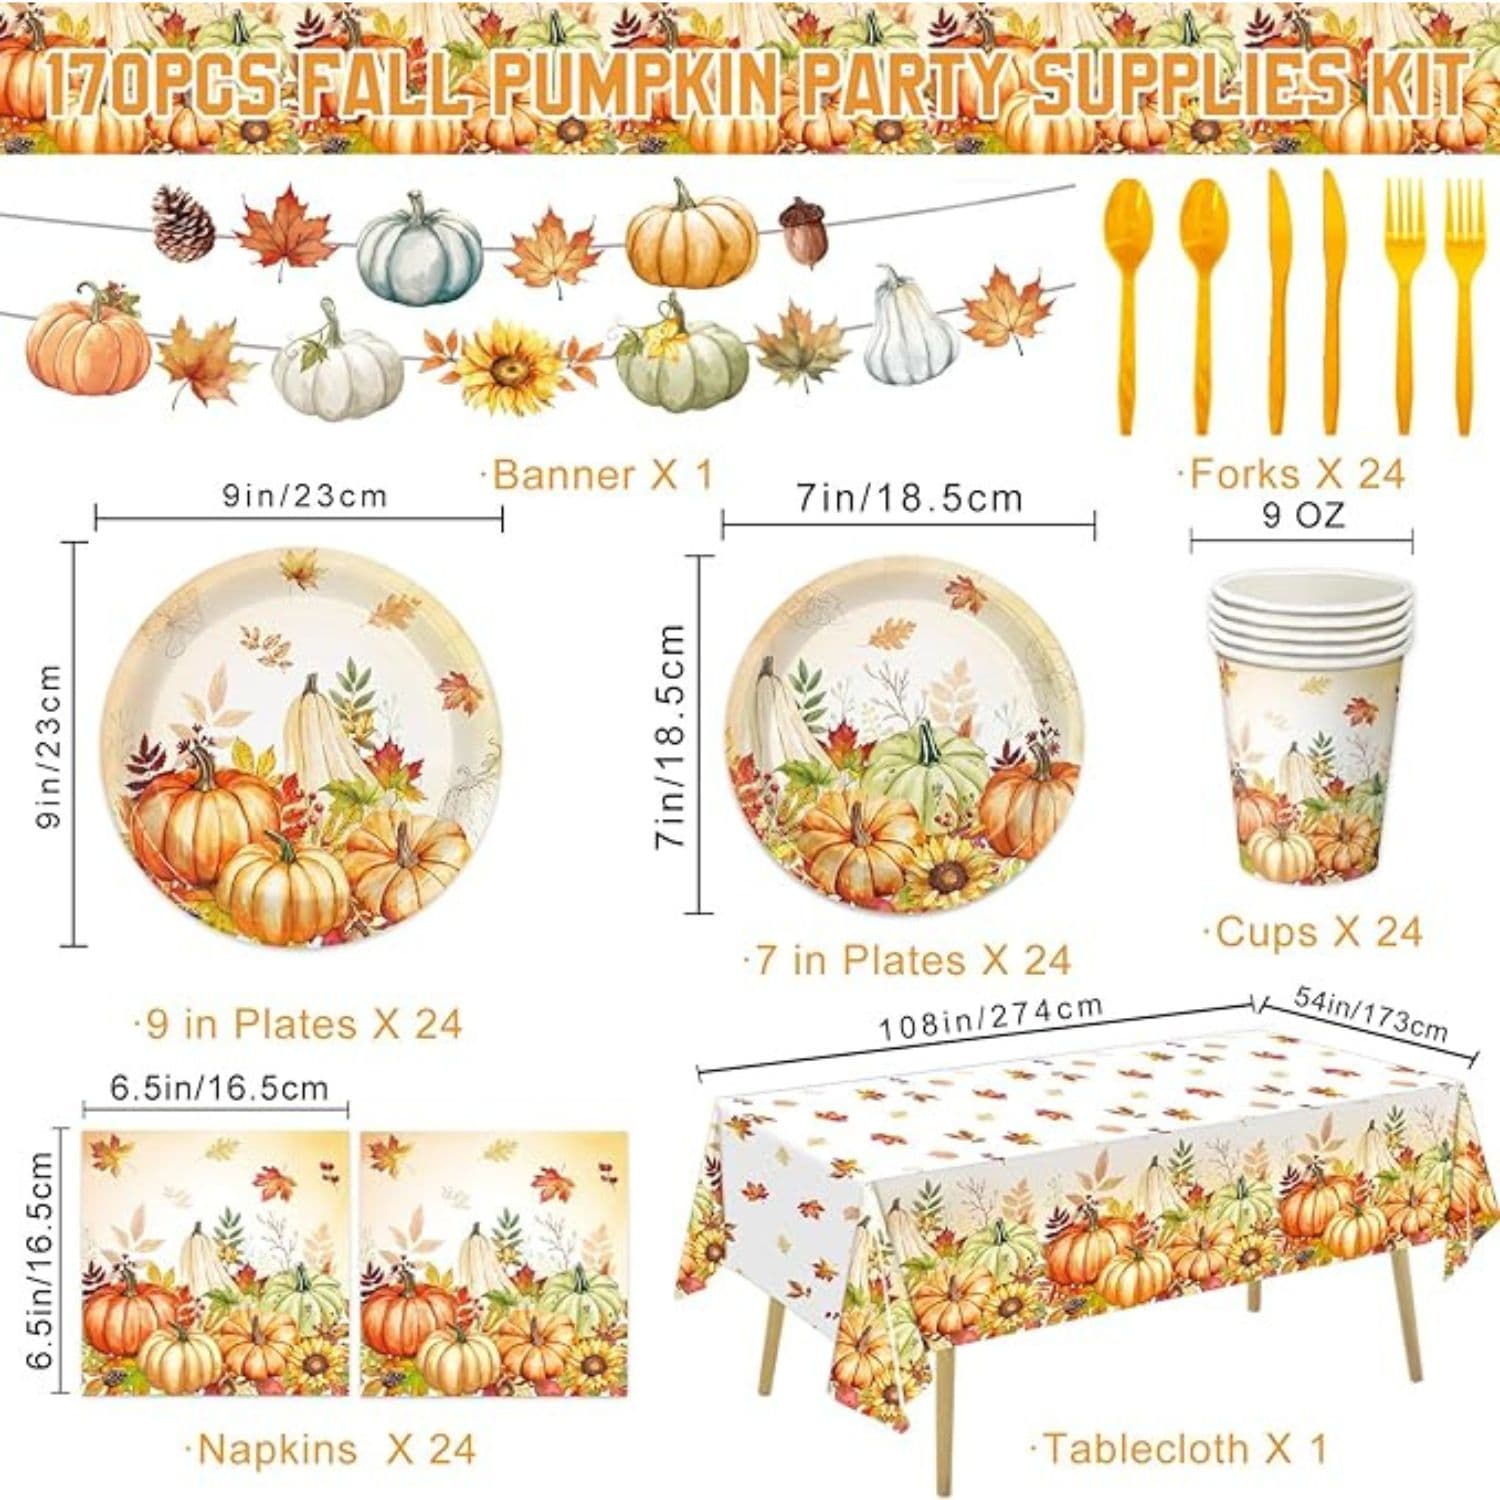 170PCS FALL PUMPKIN PARTY SUPPLIES KIT
·Banner X 1
·Forks X 24
9in/23cm
9in/23cm
·9 in Plates X 24
7in/18.5cm
7in/18.5cm
·7 in Plates X 24
9 OZ
·Cups X 24
6.5in/16.5cm
6.5in/16.5cm
·Napkins X 24
108in/274cm
54in/173cm
·Tablecloth X 1